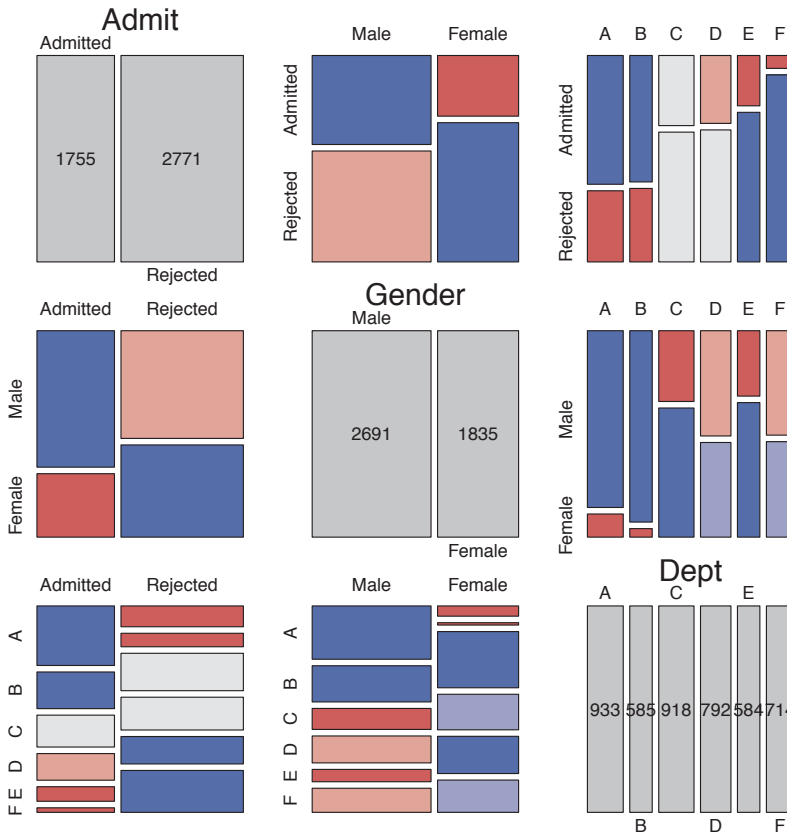 Admit
Admitted
1755
2771
Rejected
Male Female
Admitted
Rejected
A B C D E F
Admitted
Rejected
Admitted Rejected
Male
Female
Gender
Male
2691
1835
Female
A B C D E F
Male
Female
Admitted Rejected
A
B
C
D
E
F
Male Female
A
B
C
D
E
F
Dept
A C E
933 585 918 792 584 714
B D F